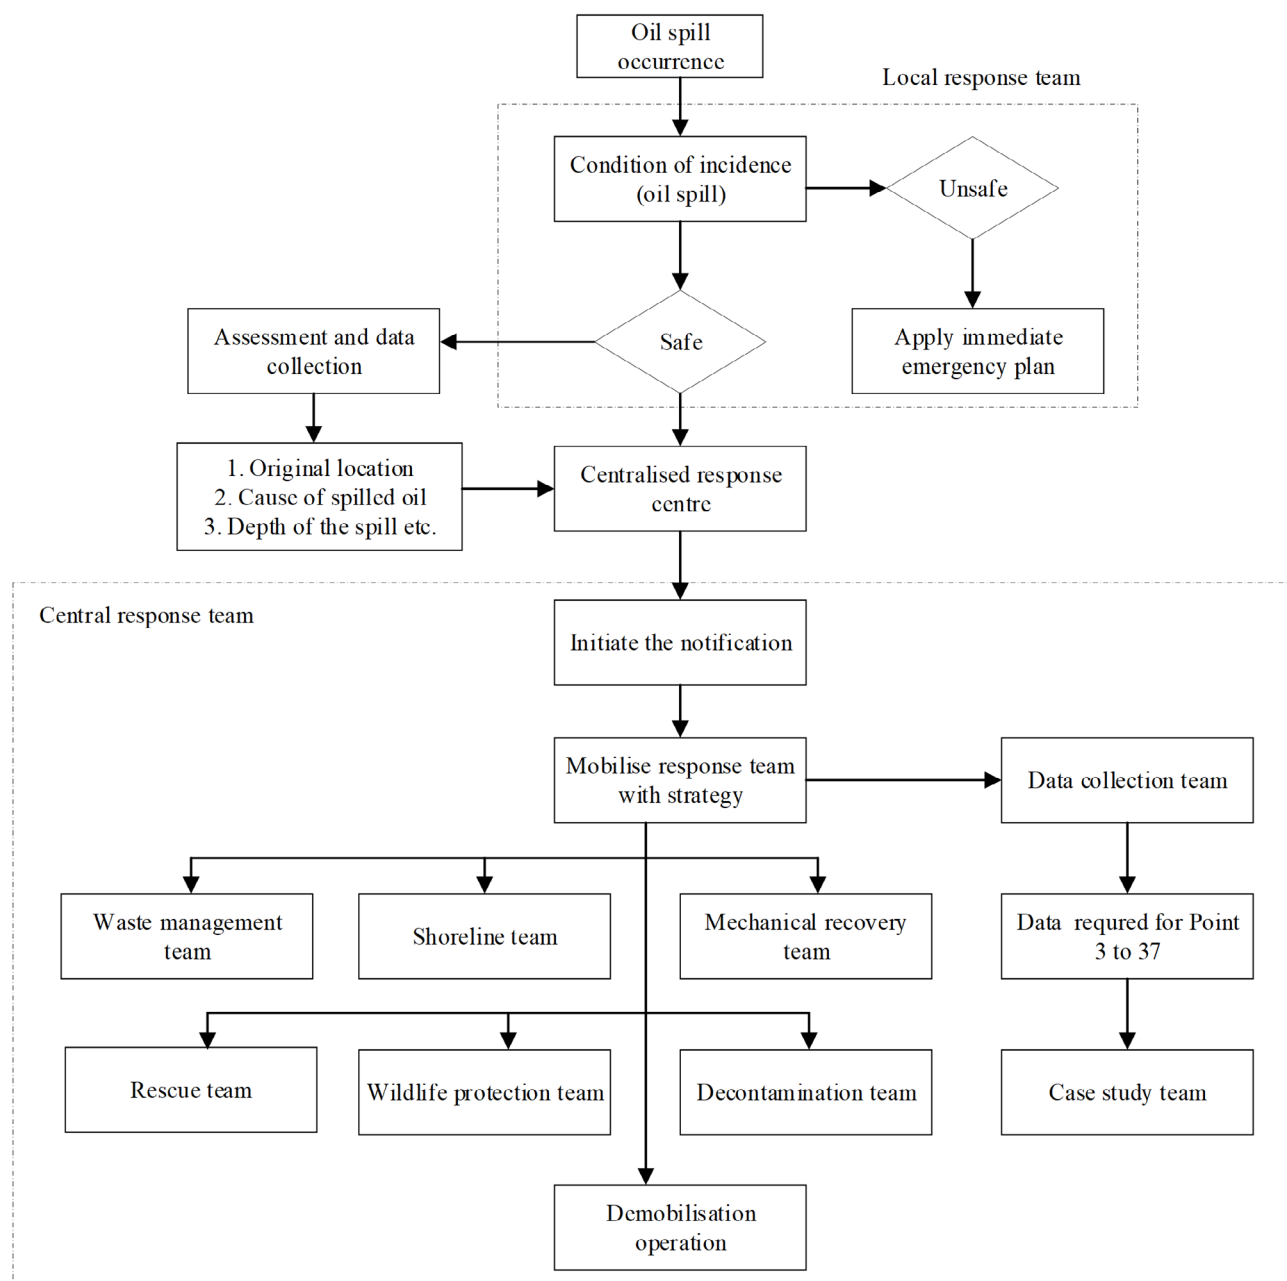 Oil spill
occurrence
Local response team
Condition of incidence
(oil spill)
Unsafe
Safe
Assessment and data
collection
Apply immediate
emergency plan
1. Original location
2. Cause of spilled oil
3. Depth of the spill etc.
Centralised response
centre
Central response team
Initiate the notification
Mobilise response team
with strategy
Data collection team
Waste management
team
Shoreline team
Mechanical recovery
team
Data requred for Point
3 to 37
Rescue team
Wildlife protection team
Decontamination team
Case study team
Demobilisation
operation